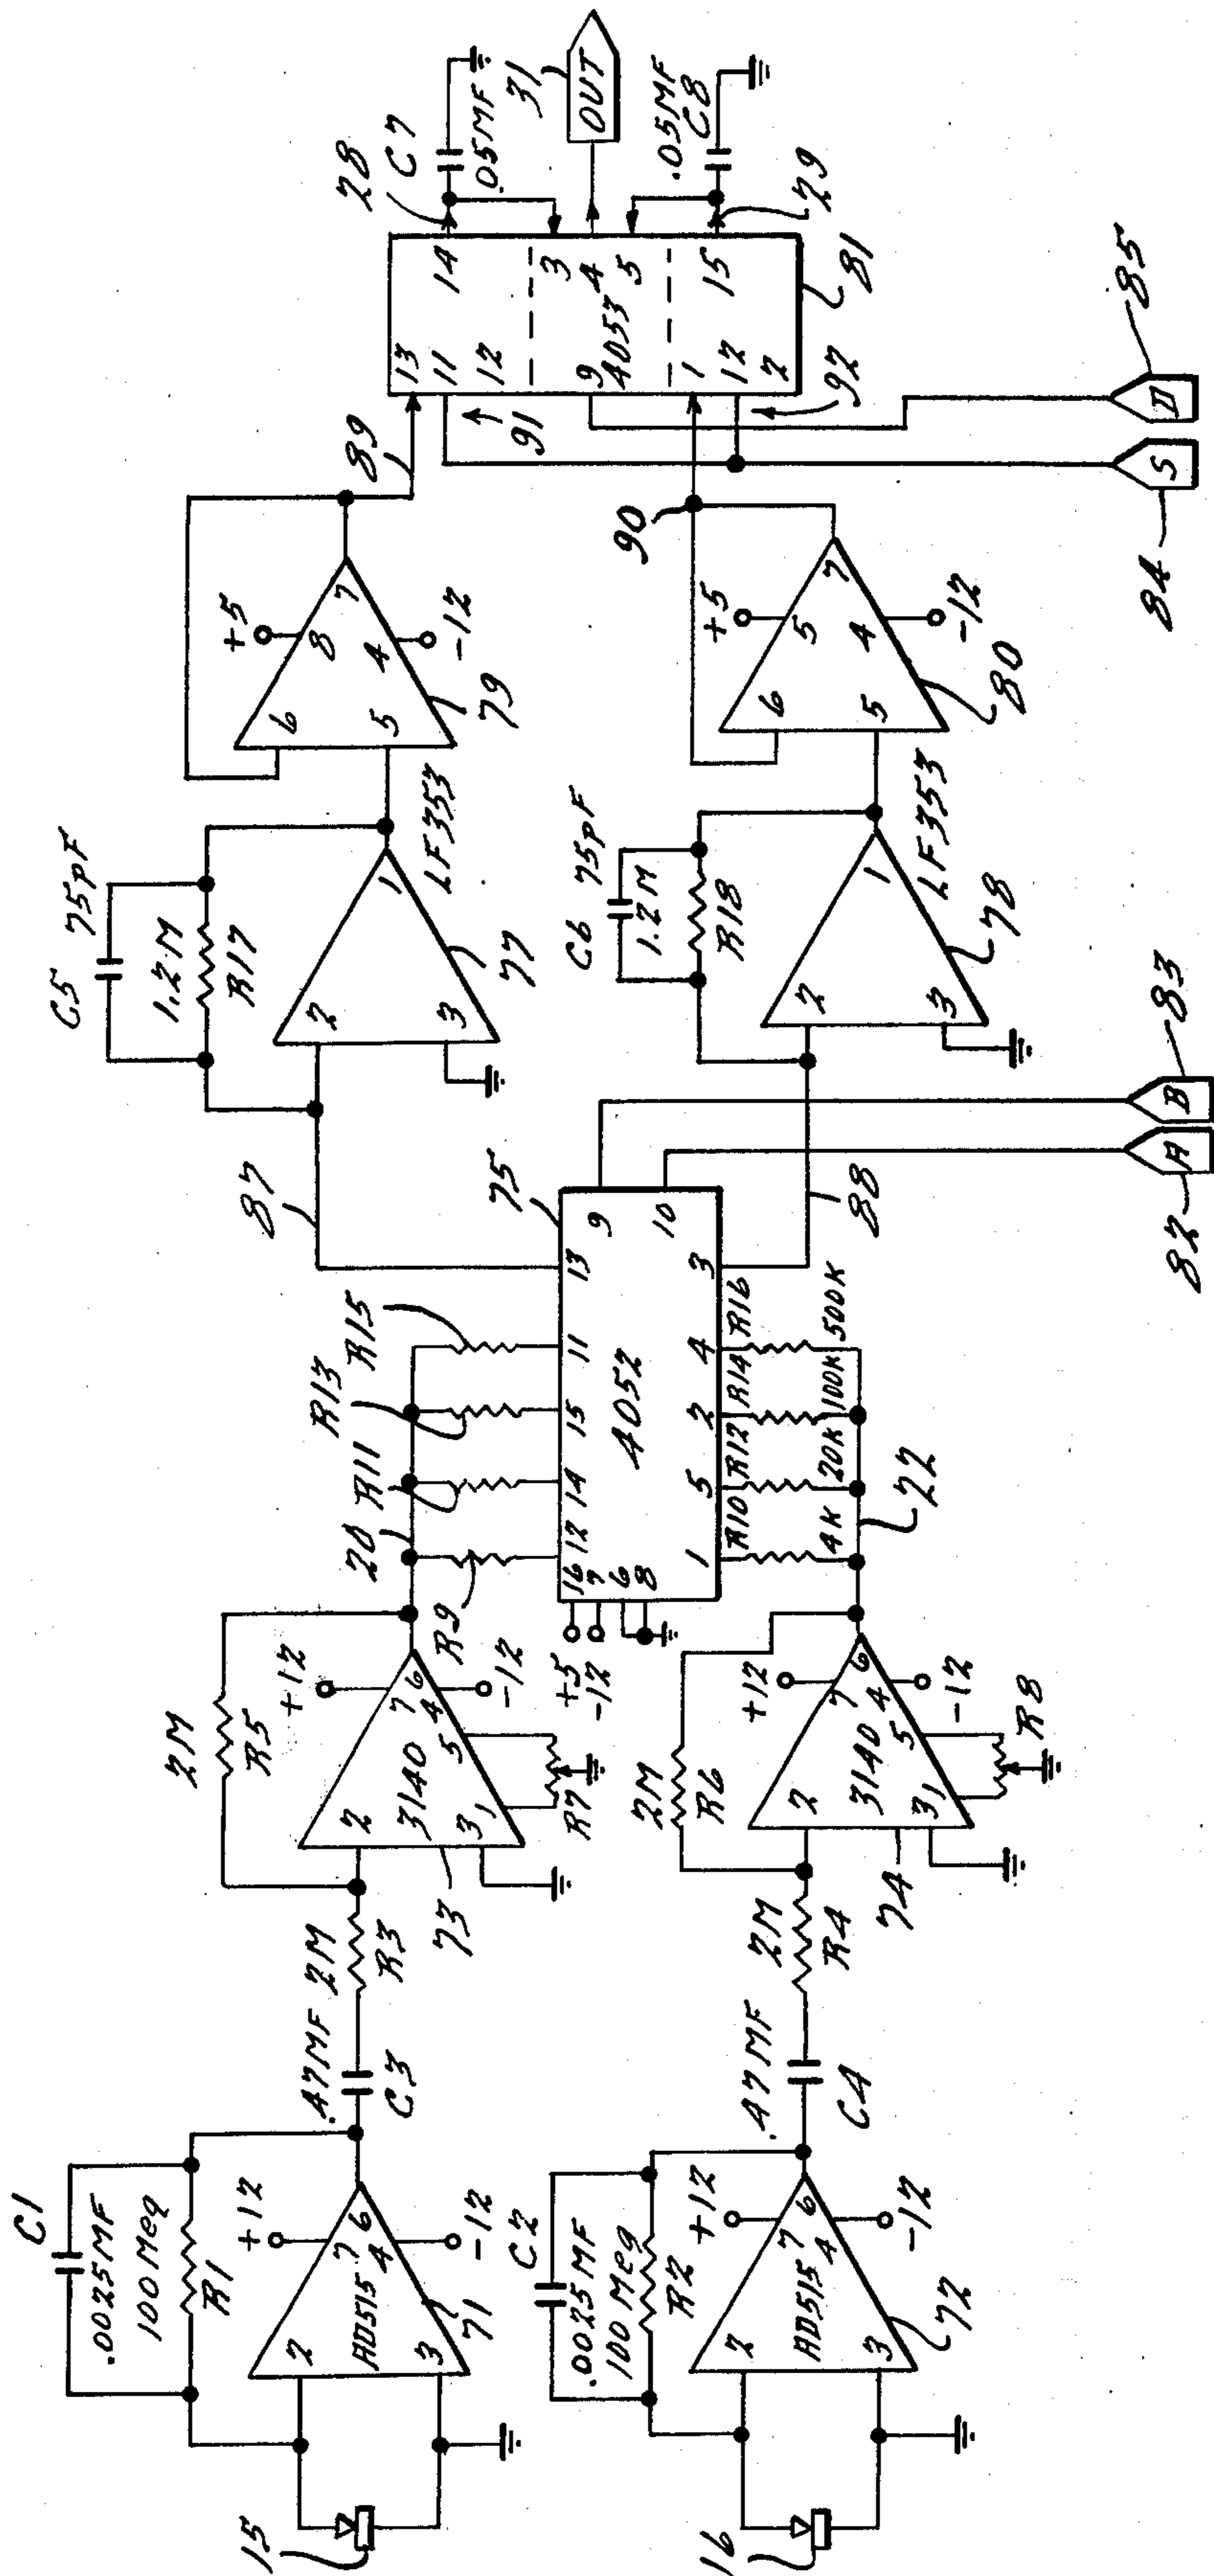 C1
.0025MF
100Meg
R1
+12
2
7
AD515
6
4
3
71
-12
15
.47MF
C3
2M
R3
2M
R5
+12
2
7
3140
6
4
3
5
1
-12
73
R7
20
R9
R11
R13
R15
16
7
6
8
+5
-12
12
14
15
11
13
9
10
4052
1
5
2
4
3
75
R10
R12
R14
R16
4K
20K
100K
500K
22
87
C5
75pF
1.2M
R17
2
1
3
77
LF353
+5
6
8
7
5
4
-12
79
89
13
11
12
14
91
28
C7
.05MF
3
4
5
9
4053
OUT
31
1
12
2
15
92
81
.05MF
C8
29
C2
.0025MF
100Meg
R2
+12
2
7
AD515
6
4
3
72
-12
16
.47MF
C4
2M
R4
2M
R6
+12
2
7
3140
6
4
3
5
1
-12
74
R8
88
C6
75pF
1.2M
R18
2
1
3
78
LF353
+5
6
5
7
5
4
-12
80
90
82
A
B
83
84
S
D
85